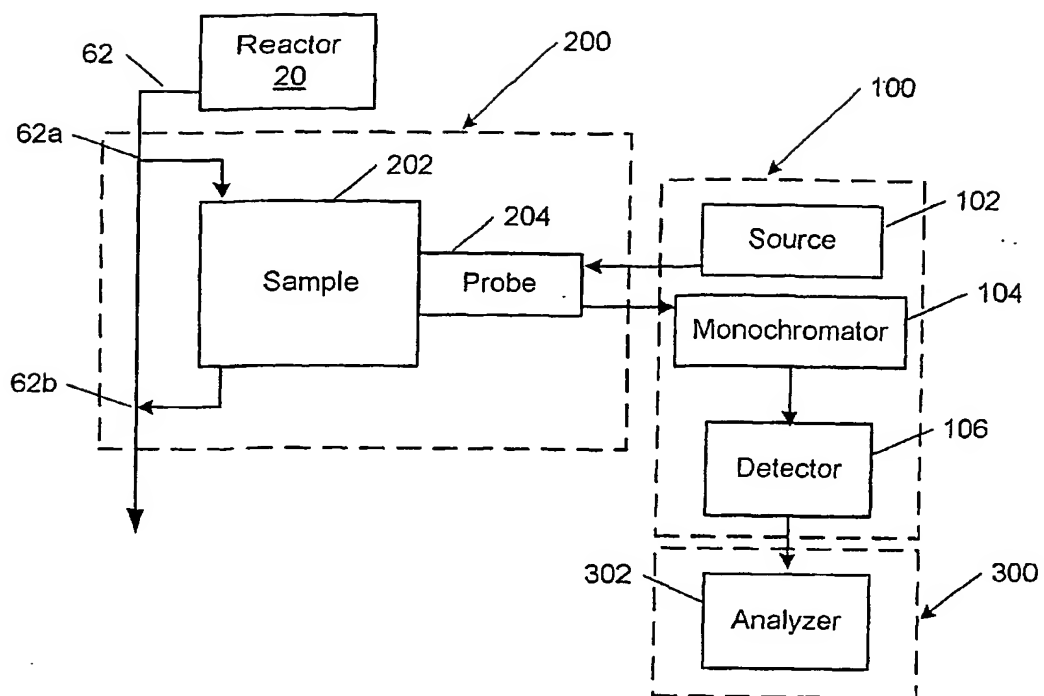 Reactor
20
62
200
100
62a
202
102
204
Source
Sample
Probe
104
Monochromator
62b
106
Detector
302
300
Analyzer